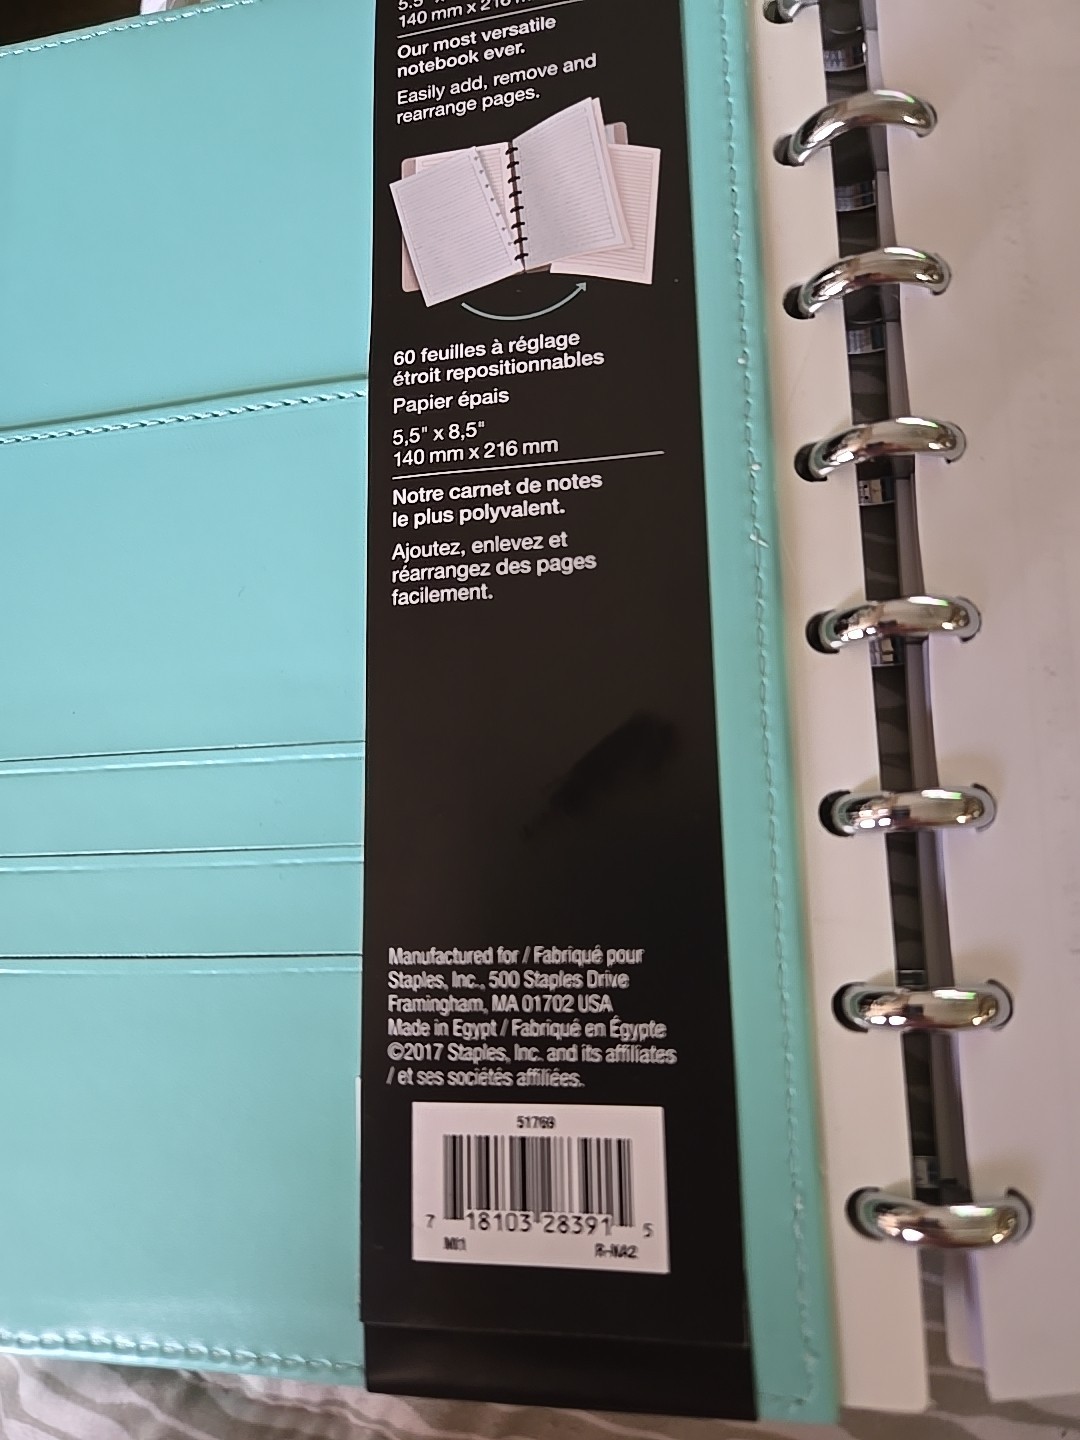 5.5" x
140 mm x 216 m
Our most versatile
notebook ever.
Easily add, remove and
rearrange pages.
60 feuilles à réglage
étroit repositionnables
Papier épais
5,5" x 8,5"
140 mm x 216 mm
Notre carnet de notes
le plus polyvalent.
Ajoutez, enlevez et
réarrangez des pages
facilement.
Manufactured for / Fabriqué pour
Staples, Inc., 500 Staples Drive
Framingham, MA 01702 USA
Made in Egypt / Fabriqué en Égypte
©2017 Staples, Inc. and its affiliates
/ et ses sociétés affiliées.
51769
7 18103 28391 5
MI1 R-NA2